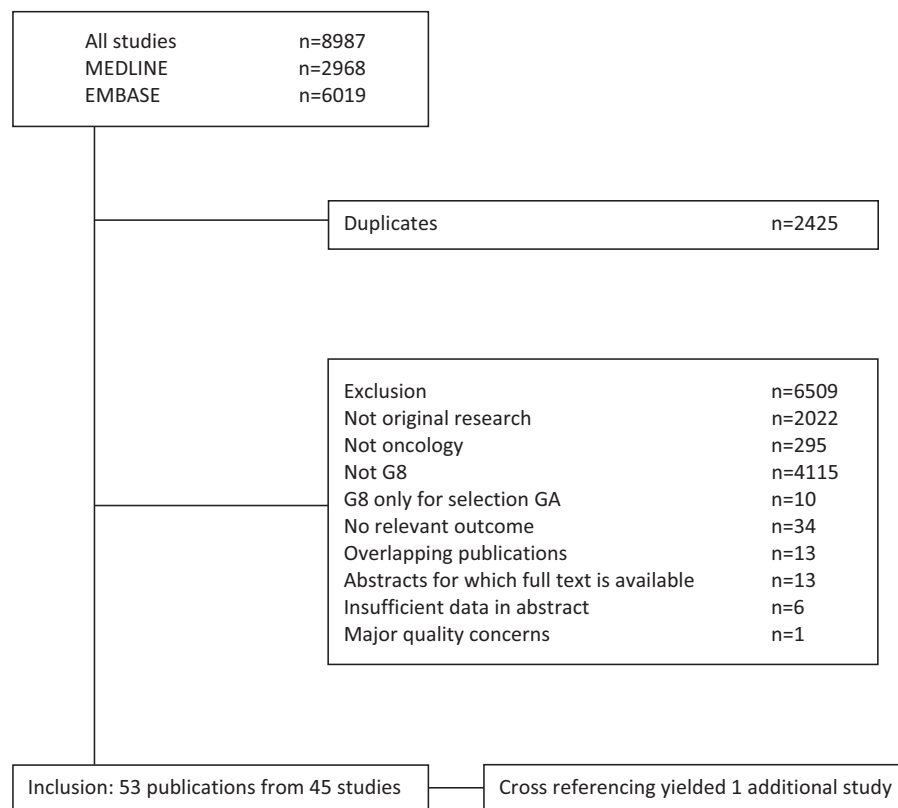 All studies n=8987
MEDLINE n=2968
EMBASE n=6019
Duplicates n=2425
Exclusion n=6509
Not original research n=2022
Not oncology n=295
Not G8 n=4115
G8 only for selection GA n=10
No relevant outcome n=34
Overlapping publications n=13
Abstracts for which full text is available n=13
Insufficient data in abstract n=6
Major quality concerns n=1
Inclusion: 53 publications from 45 studies
Cross referencing yielded 1 additional study